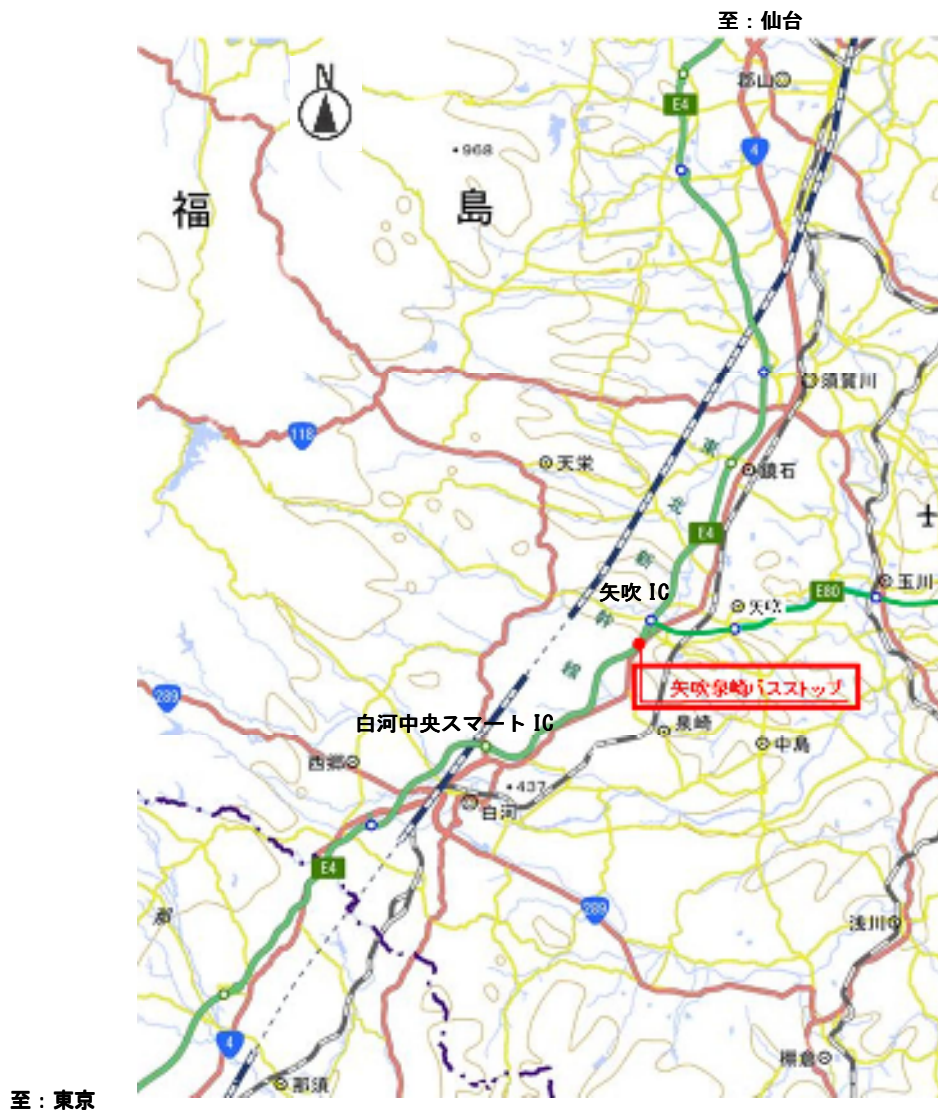 至：仙台
N
郡山
E4
4
・968
福
島
須賀川
118
天栄
東
鏡石
北
E4
新
矢吹 IC
幹
矢吹
E80
玉川
線
矢吹泉崎バスストップ
289
白河中央スマート IC
泉崎
中島
西郷
・437
白河
E4
289
浅川
4
棚倉
那須
至：東京